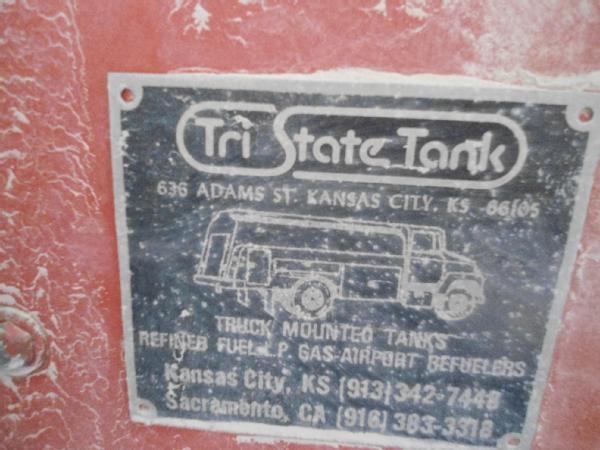 Tri State Tank
636 ADAMS ST. KANSAS CITY, KS 66105
TRUCK MOUNTED TANKS
REFINED FUEL-L.P. GAS-AIRPORT REFUELERS
Kansas City, KS (913) 342-7448
Sacramento, CA (916) 383-3318